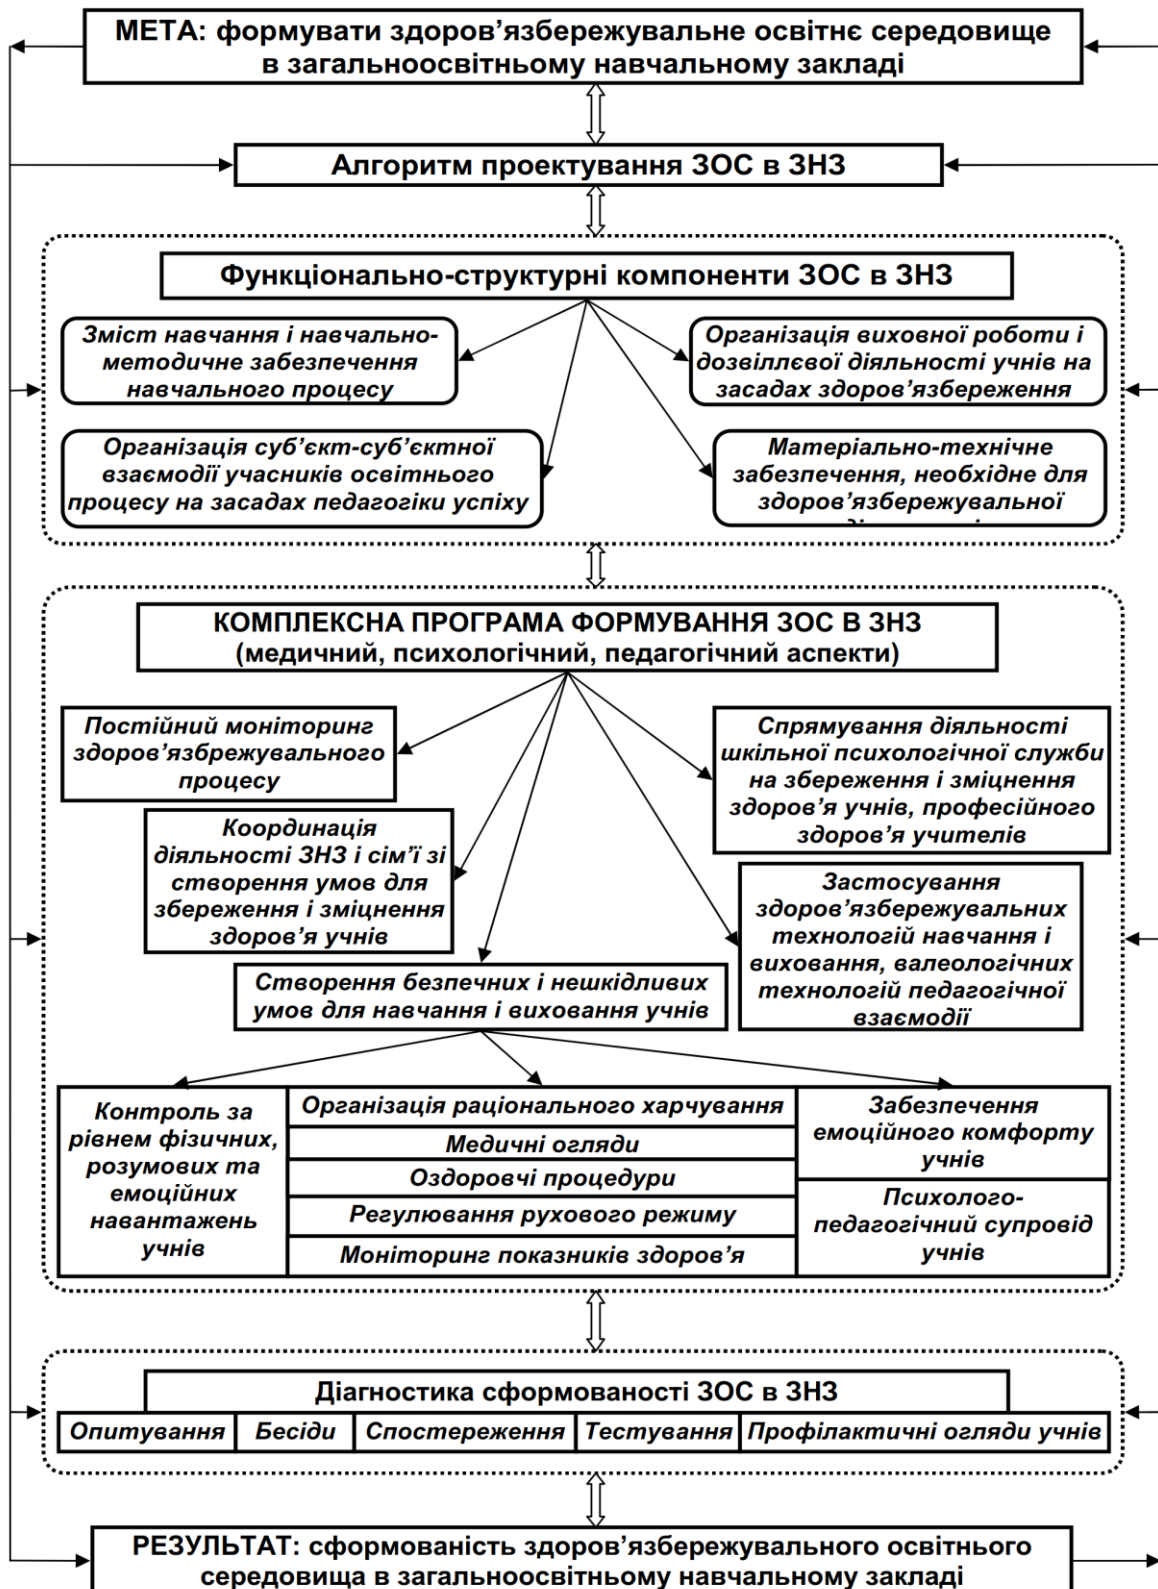 МЕТА: формувати здоров’язбережувальне освітнє середовище
в загальноосвітньому навчальному закладі
Алгоритм проектування ЗОС в ЗНЗ
Функціонально-структурні компоненти ЗОС в ЗНЗ
Зміст навчання і навчально-
методичне забезпечення
навчального процесу
Організація виховної роботи і
дозвіллєвої діяльності учнів на
засадах здоров’язбереження
Організація суб’єкт-суб’єктної
взаємодії учасників освітнього
процесу на засадах педагогіки успіху
Матеріально-технічне
забезпечення, необхідне для
здоров’язбережувальної
КОМПЛЕКСНА ПРОГРАМА ФОРМУВАННЯ ЗОС В ЗНЗ
(медичний, психологічний, педагогічний аспекти)
Постійний моніторинг
здоров’язбрежувального
процесу
Спрямування діяльності
шкільної психологічної служби
на збереження і зміцнення
здоров’я учнів, професійного
здоров’я учителів
Координація
діяльності ЗНЗ і сім’ї зі
створення умов для
збереження і зміцнення
здоров’я учнів
Застосування
здоров’язбережувальних
технологій навчання і
виховання, валеологічних
технологій педагогічної
взаємодії
Створення безпечних і нешкідливих
умов для навчання і виховання учнів
Контроль за
рівнем фізичних,
розумових та
емоційних
навантажень
учнів
Організація раціонального харчування
Медичні огляди
Оздоровчі процедури
Регулювання рухового режиму
Моніторинг показників здоров’я
Забезпечення
емоційного комфорту
учнів
Психолого-
педагогічний супровід
учнів
Діагностика сформованості ЗОС в ЗНЗ
Опитування
Бесіди
Спостереження
Тестування
Профілактичні огляди учнів
РЕЗУЛЬТАТ: сформованість здоров’язбережувального освітнього
середовища в загальноосвітньому навчальному закладі